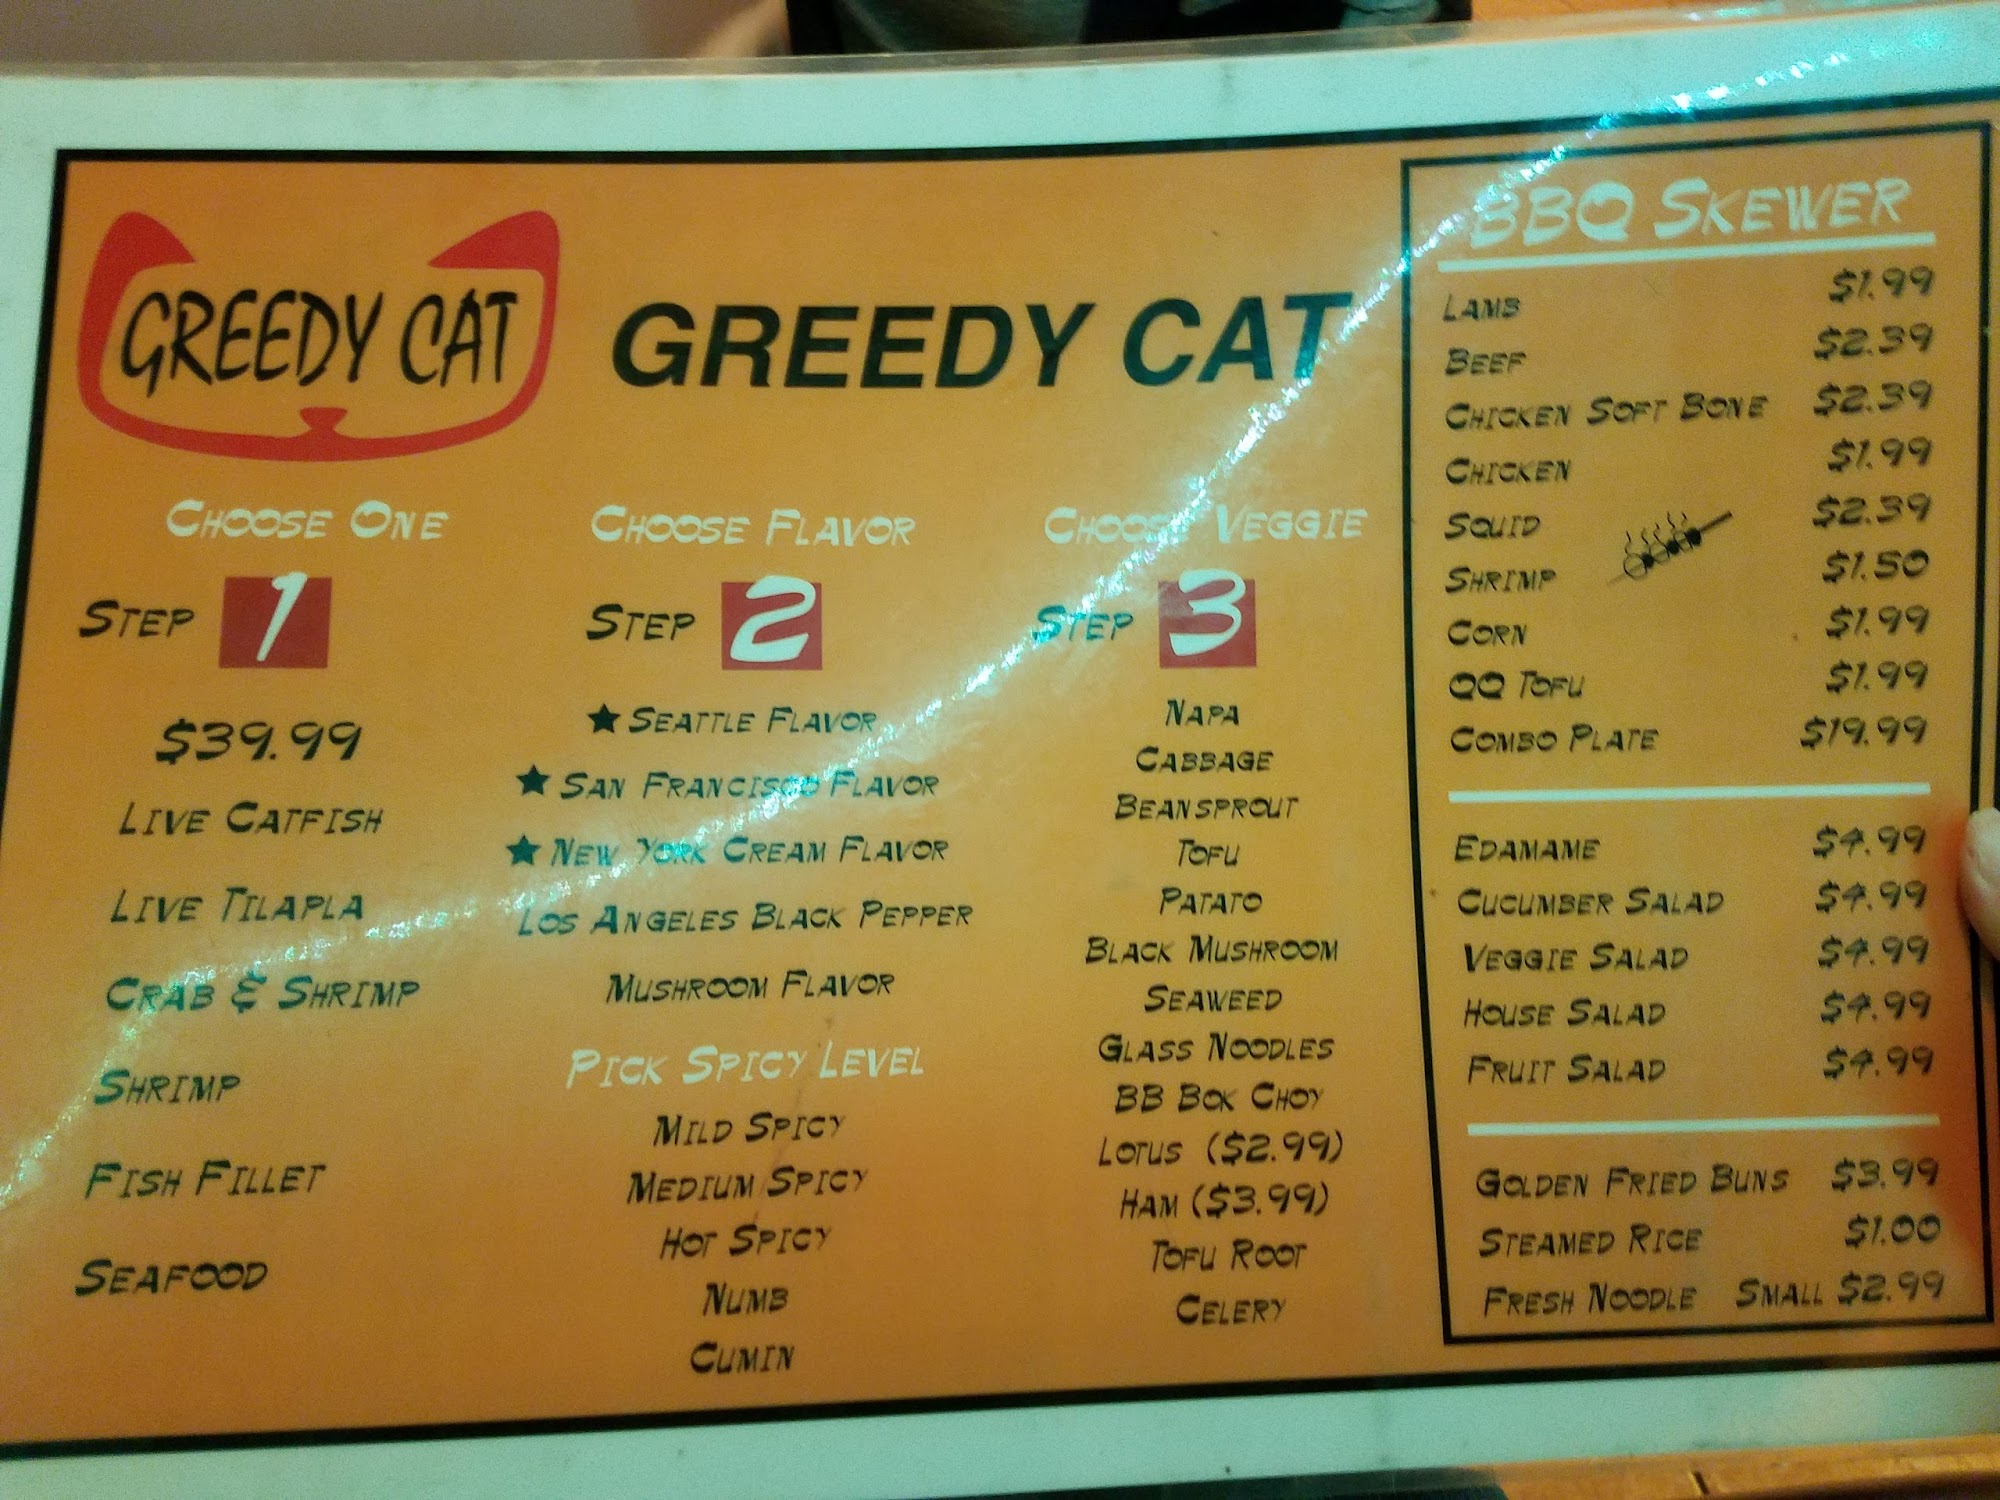 GREEDY CAT
GREEDY CAT
CHOOSE ONE
STEP 1
$39.99
LIVE CATFISH
LIVE TILAPLA
CRAB & SHRIMP
SHRIMP
FISH FILLET
SEAFOOD
CHOOSE FLAVOR
STEP 2
★ SEATTLE FLAVOR
★ SAN FRANCISCO FLAVOR
★ NEW YORK CREAM FLAVOR
LOS ANGELES BLACK PEPPER
MUSHROOM FLAVOR
PICK SPICY LEVEL
MILD SPICY
MEDIUM SPICY
HOT SPICY
NUMB
CUMIN
CHOOSE VEGGIE
STEP 3
NAPA
CABBAGE
BEANSPROUT
TOFU
PATATO
BLACK MUSHROOM
SEAWEED
GLASS NOODLES
BB BOK CHOY
LOTUS ($2.99)
HAM ($3.99)
TOFU ROOT
CELERY
BBQ SKEWER
LAMB $1.99
BEEF $2.39
CHICKEN SOFT BONE $2.39
CHICKEN $1.99
SQUID $2.39
SHRIMP $1.50
CORN $1.99
QQ TOFU $1.99
COMBO PLATE $19.99
EDAMAME $4.99
CUCUMBER SALAD $4.99
VEGGIE SALAD $4.99
HOUSE SALAD $4.99
FRUIT SALAD $4.99
GOLDEN FRIED BUNS $3.99
STEAMED RICE $1.00
FRESH NOODLE SMALL $2.99